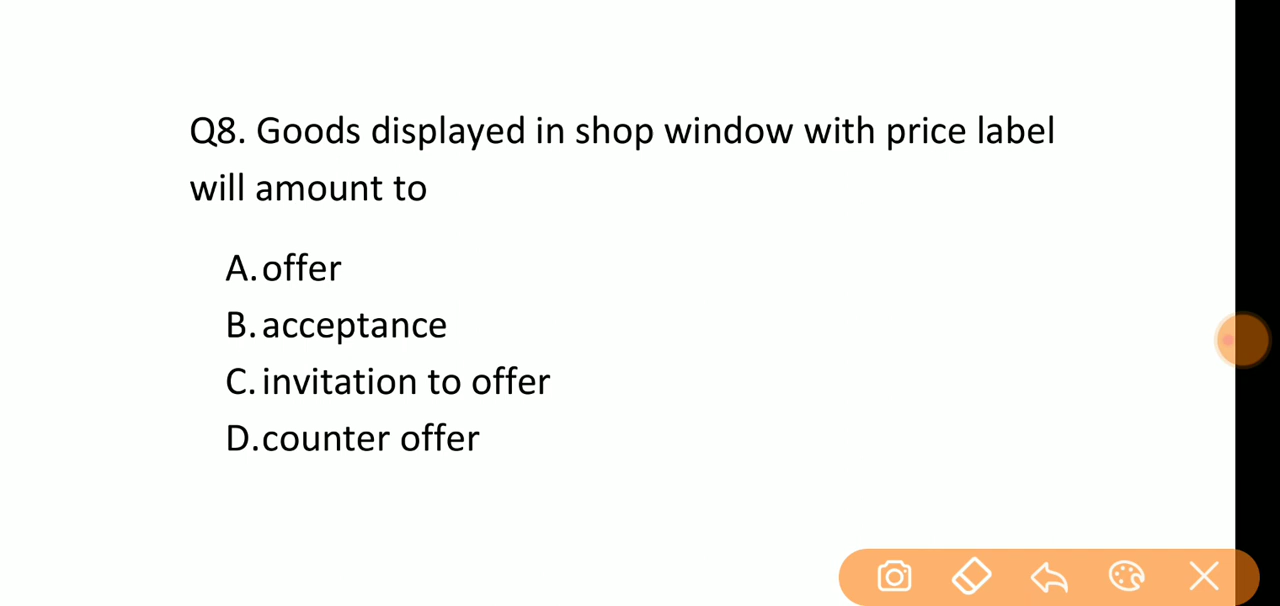 Q8. Goods displayed in shop window with price label
will amount to
A. offer
B. acceptance
C. invitation to offer
D. counter offer